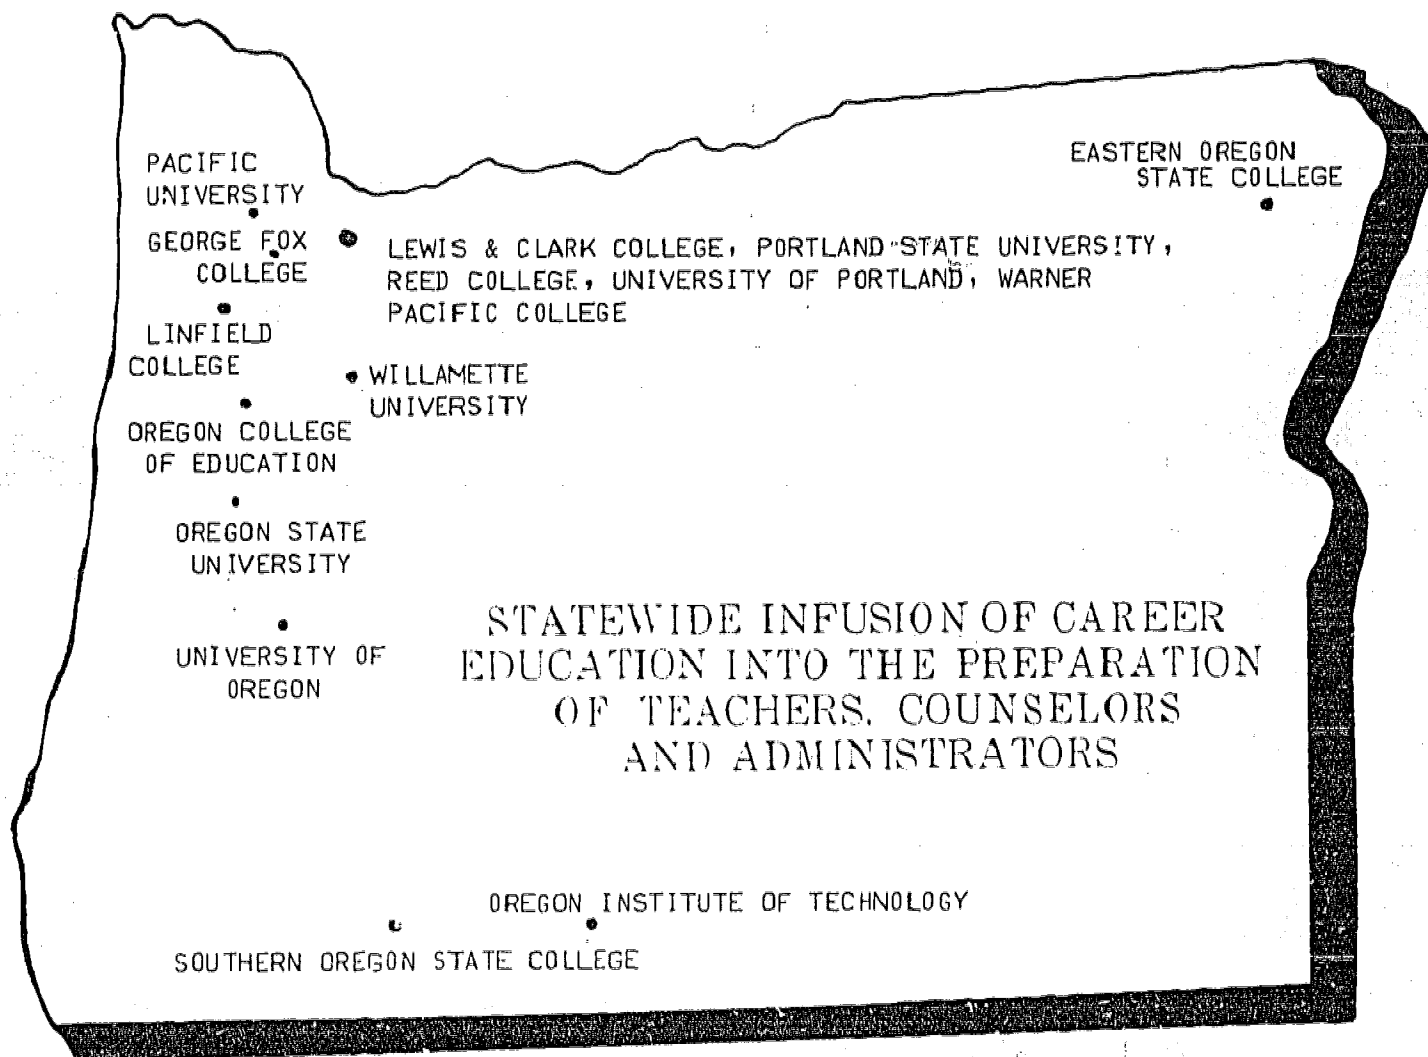 PACIFIC
UNIVERSITY
EASTERN OREGON
STATE COLLEGE
GEORGE FOX
COLLEGE
LEWIS & CLARK COLLEGE, PORTLAND STATE UNIVERSITY,
REED COLLEGE, UNIVERSITY OF PORTLAND, WARNER
PACIFIC COLLEGE
LINFIELD
COLLEGE
WILLAMETTE
UNIVERSITY
OREGON COLLEGE
OF EDUCATION
OREGON STATE
UNIVERSITY
UNIVERSITY OF
OREGON
STATEWIDE INFUSION OF CAREER
EDUCATION INTO THE PREPARATION
OF TEACHERS, COUNSELORS
AND ADMINISTRATORS
OREGON INSTITUTE OF TECHNOLOGY
SOUTHERN OREGON STATE COLLEGE